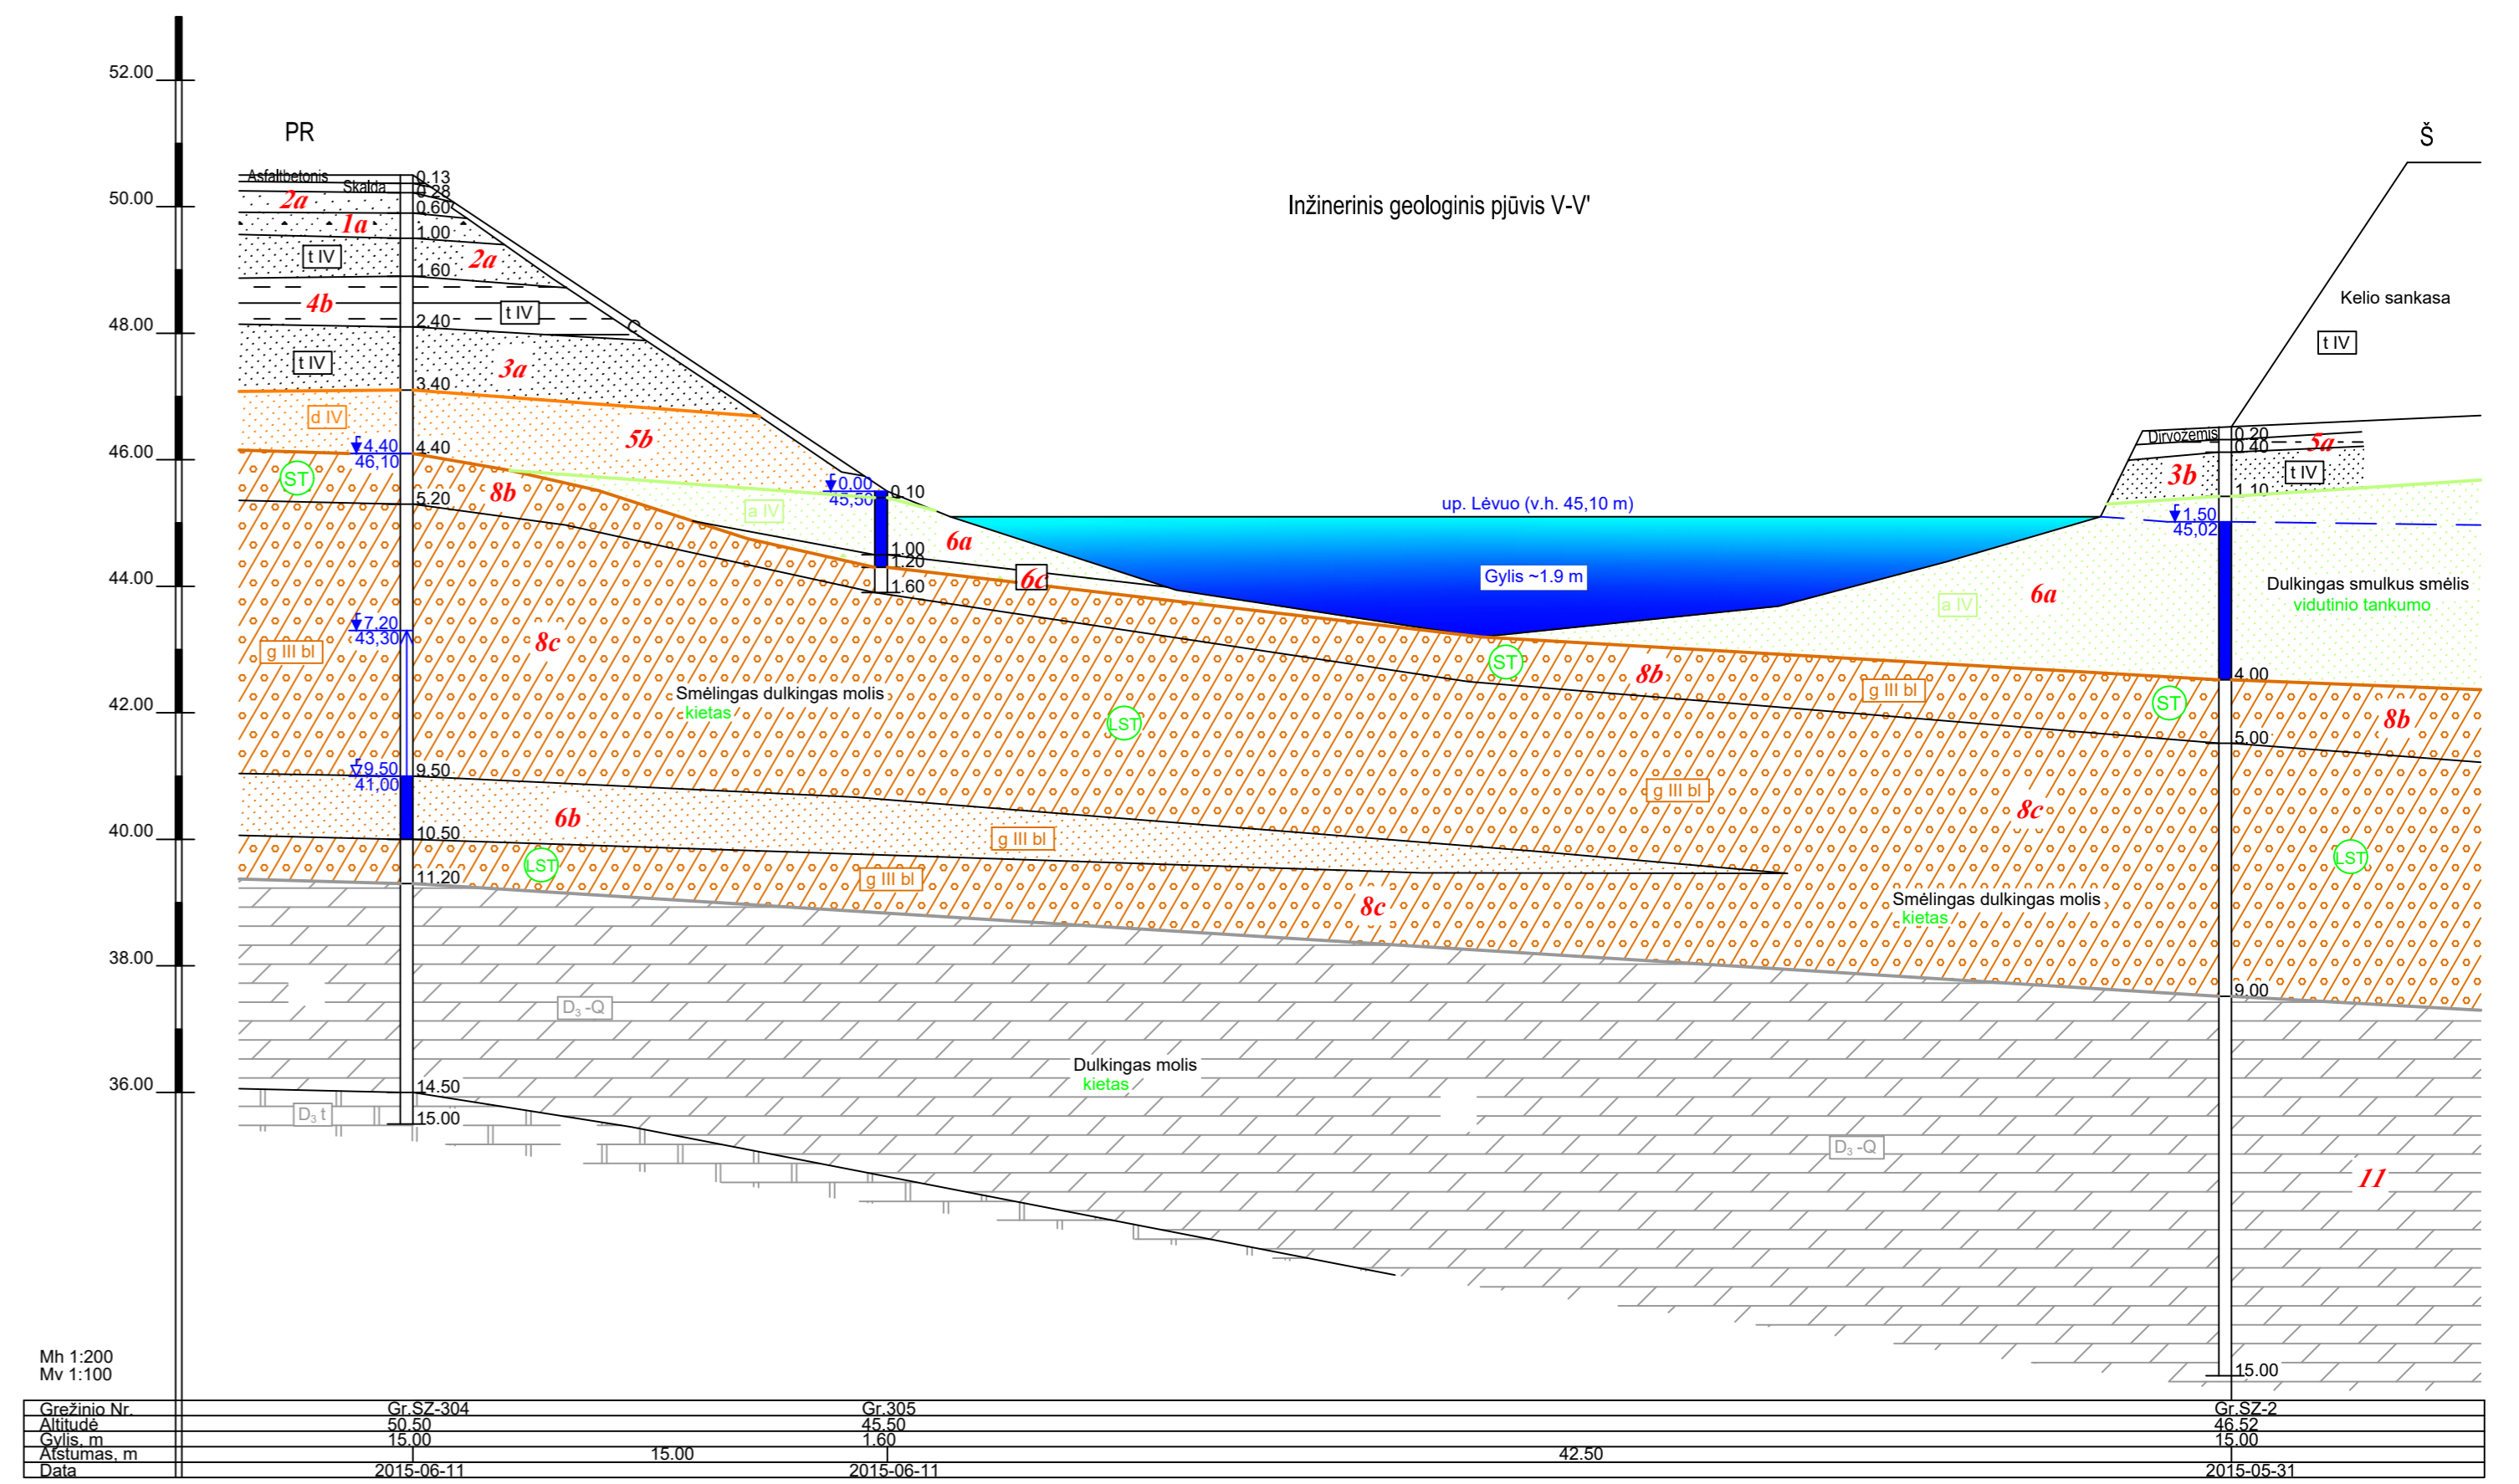 52.00
PR
Š
Asfaltbetonis
0.13
Skalda
0.28
50.00
2a
0.60
Inžinerinis geologinis pjūvis V-V'
1a
1.00
t IV
2a
1.60
4b
t IV
Kelio sankasa
48.00
2.40
t IV
t IV
3a
3.40
d IV
5b
Dirvožemis
0.20
5a
0.40
46.00
4.40
46,10
4.40
ST
3b
t IV
8b
0,00
45,50
0.10
1.10
5.20
a IV
up. Lėvuo (v.h. 45,10 m)
1.50
45,02
6a
1.00
1.20
1.60
6c
44.00
Gylis ~1.9 m
Dulkingas smulkus smėlis
vidutinio tankumo
a IV
6a
7.20
43,30
8c
g III bl
ST
8b
4.00
Smėlingas dulkingas molis
kietas
g III bl
ST
42.00
LST
8b
5.00
9.50
41,00
9.50
g III bl
8c
6b
40.00
10.50
g III bl
LST
LST
11.20
g III bl
8c
Smėlingas dulkingas molis
kietas
38.00
9.00
D₃ -Q
Dulkingas molis
kietas
36.00
14.50
D₃ t
15.00
D₃ -Q
11
Mh 1:200
Mv 1:100
15.00
Grežinio Nr. Gr.SZ-304 Gr.305 Gr.SZ-2
Altitudė 50.50 45.50 46.52
Gylis, m 15.00 1.60 15.00
Atstumas, m 15.00 42.50
Data 2015-06-11 2015-06-11 2015-05-31